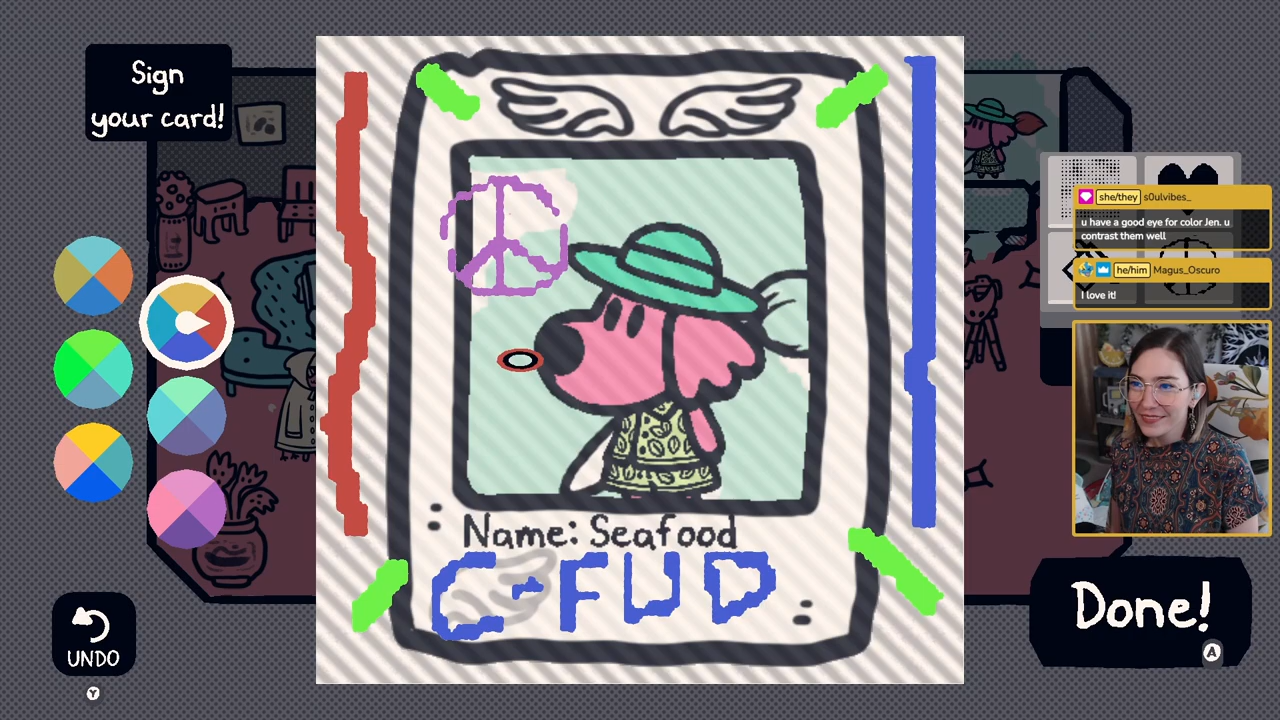 Sign
your card!
she/they s0ulvibes_
u have a good eye for color Jen. u
contrast them well
he/him Magus_Oscuro
I love it!
Name: Seafood
C-FUD
UNDO
Y
Done!
A